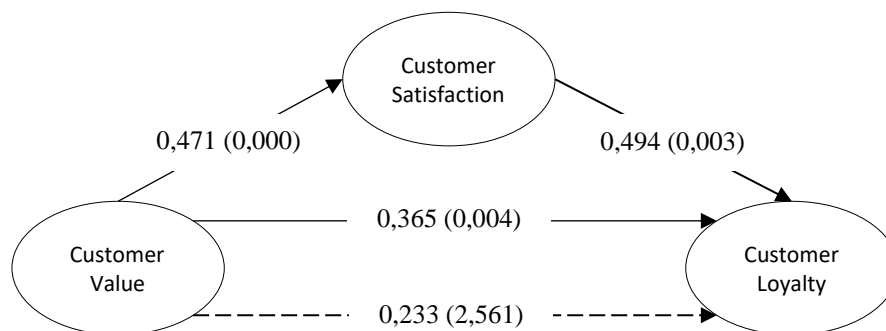 Customer
Satisfaction
0,471 (0,000)
0,494 (0,003)
0,365 (0,004)
Customer
Value
Customer
Loyalty
0,233 (2,561)